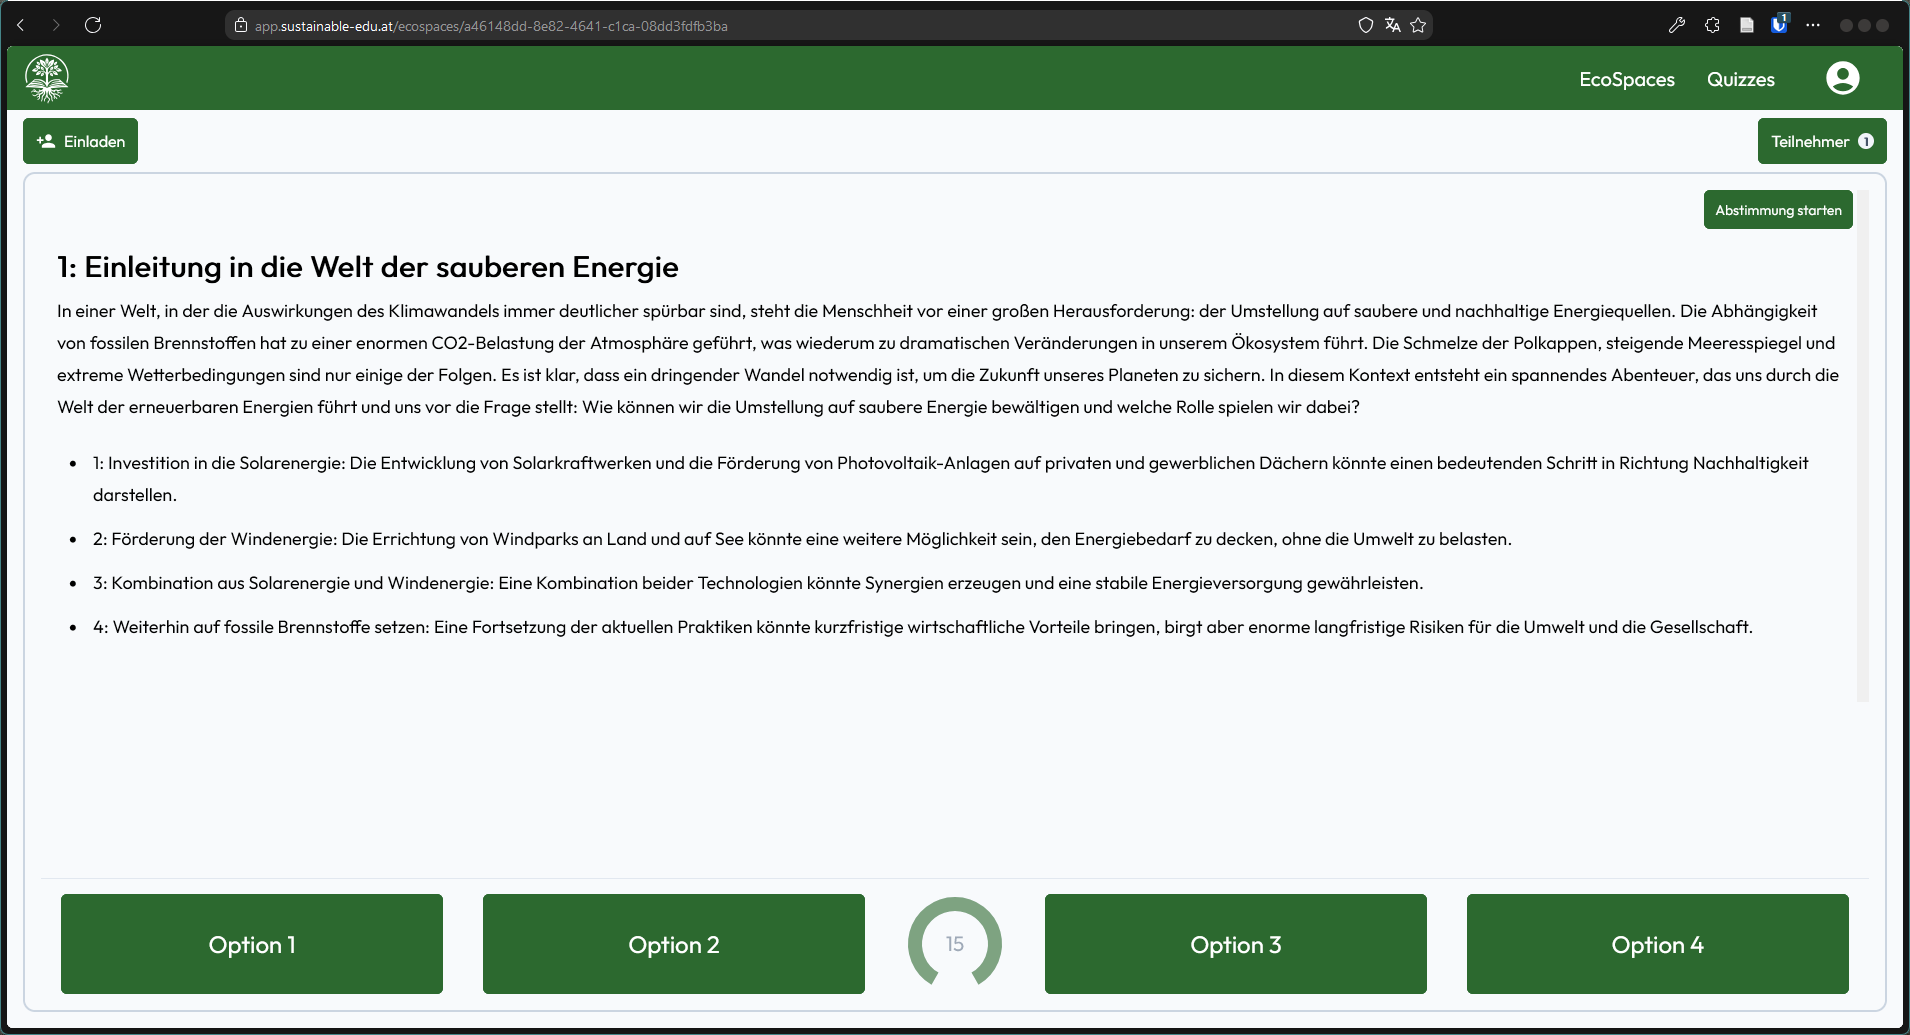 app.sustainable-edu.at/ecospaces/a46148dd-8e82-4641-c1ca-08dd3fdfb3ba
1
EcoSpaces
Quizzes
Einladen
Teilnehmer 1
Abstimmung starten
1: Einleitung in die Welt der sauberen Energie
In einer Welt, in der die Auswirkungen des Klimawandels immer deutlicher spürbar sind, steht die Menschheit vor einer großen Herausforderung: der Umstellung auf saubere und nachhaltige Energiequellen. Die Abhängigkeit
von fossilen Brennstoffen hat zu einer enormen CO2-Belastung der Atmosphäre geführt, was wiederum zu dramatischen Veränderungen in unserem Ökosystem führt. Die Schmelze der Polkappen, steigende Meeresspiegel und
extreme Wetterbedingungen sind nur einige der Folgen. Es ist klar, dass ein dringender Wandel notwendig ist, um die Zukunft unseres Planeten zu sichern. In diesem Kontext entsteht ein spannendes Abenteuer, das uns durch die
Welt der erneuerbaren Energien führt und uns vor die Frage stellt: Wie können wir die Umstellung auf saubere Energie bewältigen und welche Rolle spielen wir dabei?
• 1: Investition in die Solarenergie: Die Entwicklung von Solarkraftwerken und die Förderung von Photovoltaik-Anlagen auf privaten und gewerblichen Dächern könnte einen bedeutenden Schritt in Richtung Nachhaltigkeit
darstellen.
• 2: Förderung der Windenergie: Die Errichtung von Windparks an Land und auf See könnte eine weitere Möglichkeit sein, den Energiebedarf zu decken, ohne die Umwelt zu belasten.
• 3: Kombination aus Solarenergie und Windenergie: Eine Kombination beider Technologien könnte Synergien erzeugen und eine stabile Energieversorgung gewährleisten.
• 4: Weiterhin auf fossile Brennstoffe setzen: Eine Fortsetzung der aktuellen Praktiken könnte kurzfristige wirtschaftliche Vorteile bringen, birgt aber enorme langfristige Risiken für die Umwelt und die Gesellschaft.
Option 1
Option 2
15
Option 3
Option 4